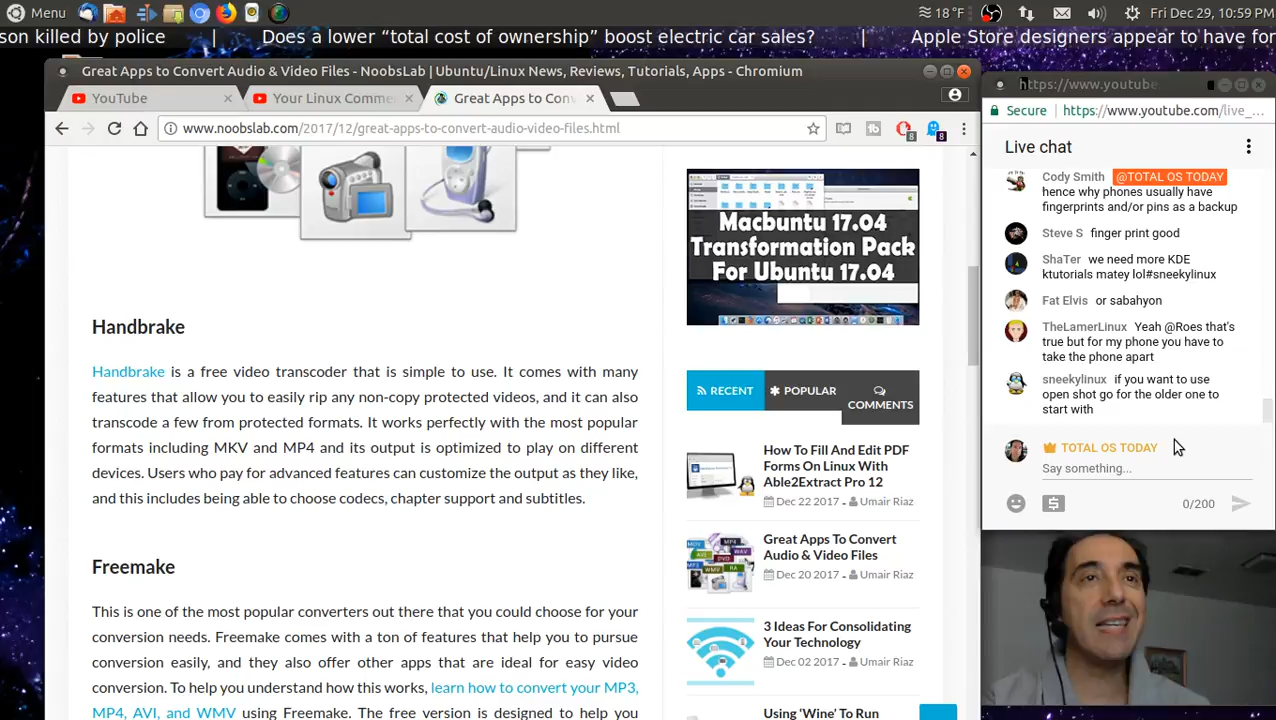 Menu
18 °F
Fri Dec 29, 10:59 PM
son killed by police | Does a lower “total cost of ownership” boost electric car sales? | Apple Store designers appear to have for
Great Apps to Convert Audio & Video Files - NoobsLab | Ubuntu/Linux News, Reviews, Tutorials, Apps - Chromium
YouTube
Your Linux Comme
Great Apps to Conv
www.noobslab.com/2017/12/great-apps-to-convert-audio-video-files.html
8
8
Macbuntu 17.04
Transformation Pack
For Ubuntu 17.04
Handbrake
Handbrake is a free video transcoder that is simple to use. It comes with many
features that allow you to easily rip any non-copy protected videos, and it can also
transcode a few from protected formats. It works perfectly with the most popular
formats including MKV and MP4 and its output is optimized to play on different
devices. Users who pay for advanced features can customize the output as they like,
and this includes being able to choose codecs, chapter support and subtitles.
Freemake
This is one of the most popular converters out there that you could choose for your
conversion needs. Freemake comes with a ton of features that help you to pursue
conversion easily, and they also offer other apps that are ideal for easy video
conversion. To help you understand how this works, learn how to convert your MP3,
MP4, AVI, and WMV using Freemake. The free version is designed to help you
RECENT
POPULAR
COMMENTS
How To Fill And Edit PDF
Forms On Linux With
Able2Extract Pro 12
Dec 22 2017 - Umair Riaz
Great Apps To Convert
Audio & Video Files
Dec 20 2017 - Umair Riaz
3 Ideas For Consolidating
Your Technology
Dec 02 2017 - Umair Riaz
Using ‘Wine’ To Run
https://www.youtube.
Secure https://www.youtube.com/live_...
Live chat
Cody Smith @TOTAL OS TODAY
hence why phones usually have
fingerprints and/or pins as a backup
Steve S finger print good
ShaTer we need more KDE
ktutorials matey lol#sneekylinux
Fat Elvis or sabahyon
TheLamerLinux Yeah @Roes that's
true but for my phone you have to
take the phone apart
sneekylinux if you want to use
open shot go for the older one to
start with
TOTAL OS TODAY
Say something...
0/200